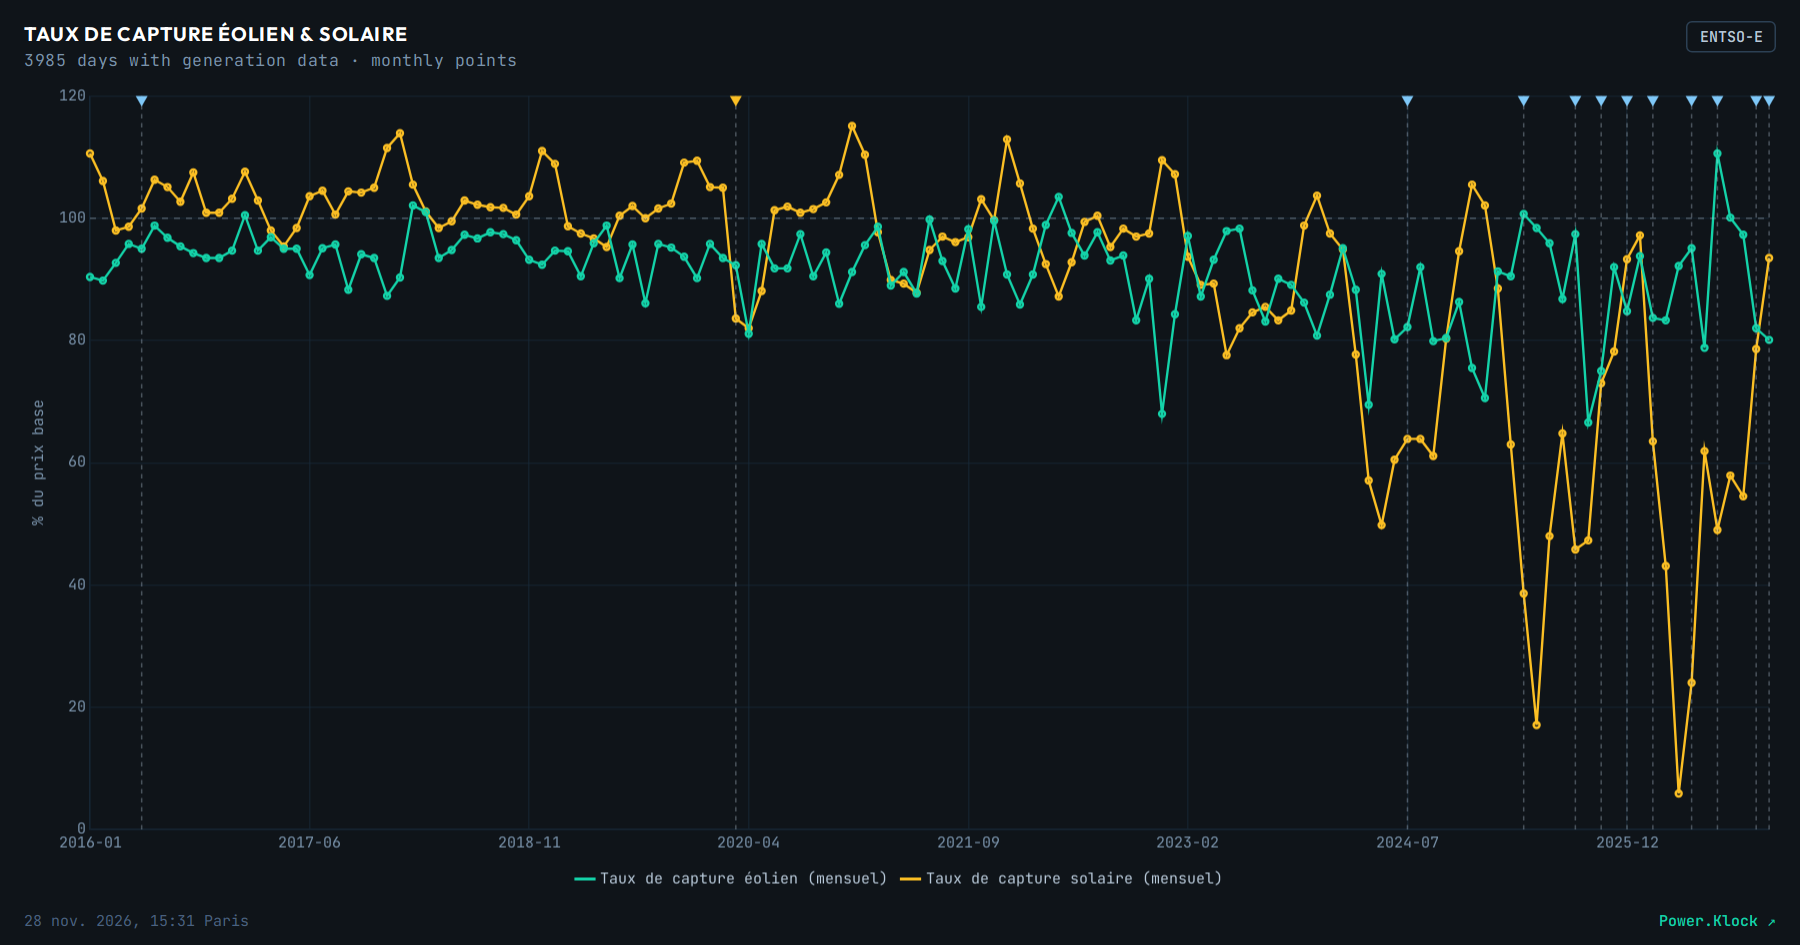 TAUX DE CAPTURE ÉOLIEN & SOLAIRE
3985 days with generation data · monthly points
ENTSO-E
120
100
80
60
40
20
0
% du prix base
2016-01
2017-06
2018-11
2020-04
2021-09
2023-02
2024-07
2025-12
Taux de capture éolien (mensuel)
Taux de capture solaire (mensuel)
28 nov. 2026, 15:31 Paris
Power.Klock ↗